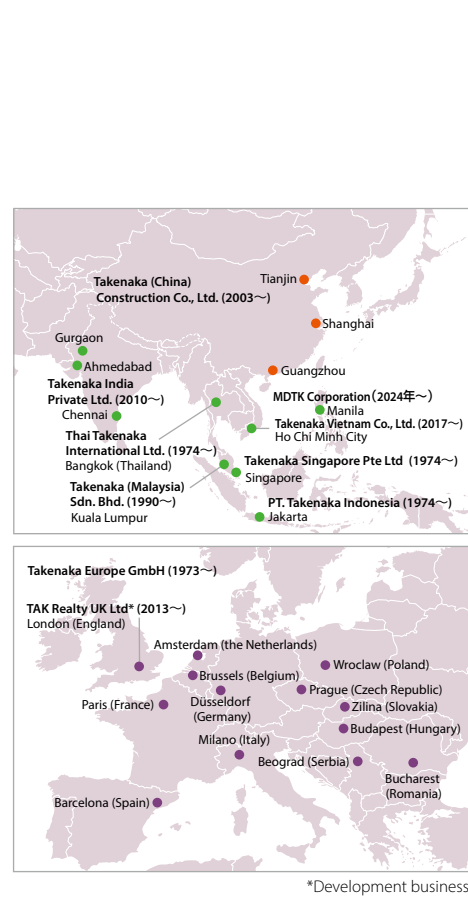 Takenaka (China)
Construction Co., Ltd. (2003～)
Tianjin
Shanghai
Guangzhou
Gurgaon
Ahmedabad
Takenaka India
Private Ltd. (2010～)
Chennai
MDTK Corporation（2024年～）
Manila
Takenaka Vietnam Co., Ltd. (2017～)
Ho Chi Minh City
Thai Takenaka
International Ltd. (1974～)
Bangkok (Thailand)
Takenaka Singapore Pte Ltd (1974～)
Singapore
Takenaka (Malaysia)
Sdn. Bhd. (1990～)
Kuala Lumpur
PT. Takenaka Indonesia (1974～)
Jakarta
Takenaka Europe GmbH (1973～)
TAK Realty UK Ltd* (2013～)
London (England)
Amsterdam (the Netherlands)
Wroclaw (Poland)
Brussels (Belgium)
Prague (Czech Republic)
Paris (France)
Düsseldorf
(Germany)
Zilina (Slovakia)
Budapest (Hungary)
Milano (Italy)
Beograd (Serbia)
Bucharest
(Romania)
Barcelona (Spain)
*Development business